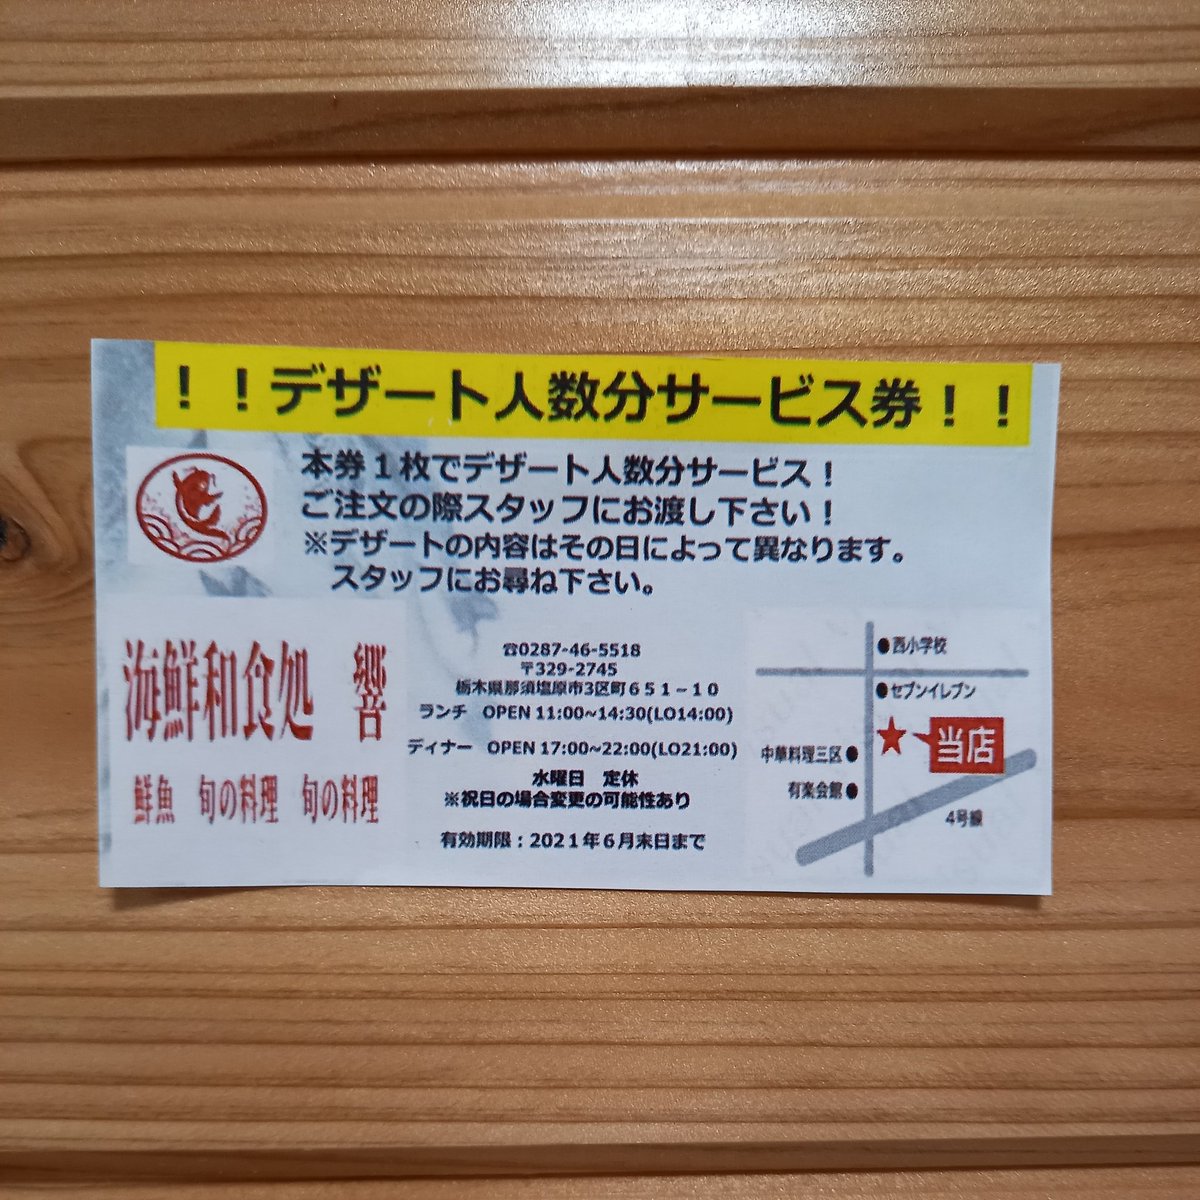 ！！デザート人数分サービス券！！
本券１枚でデザート人数分サービス！
ご注文の際スタッフにお渡し下さい！
※デザートの内容はその日によって異なります。
スタッフにお尋ね下さい。
海鮮和食処　響
鮮魚　旬の料理　旬の料理
☎0287-46-5518
〒329-2745
栃木県那須塩原市3区町６５１－１０
ランチ　OPEN 11:00~14:30(LO14:00)
ディナー　OPEN 17:00~22:00(LO21:00)
水曜日　定休
※祝日の場合変更の可能性あり
有効期限：2021年６月末日まで
●西小学校
●セブンイレブン
★ 当店
中華料理三区●
有楽会館●
4号線